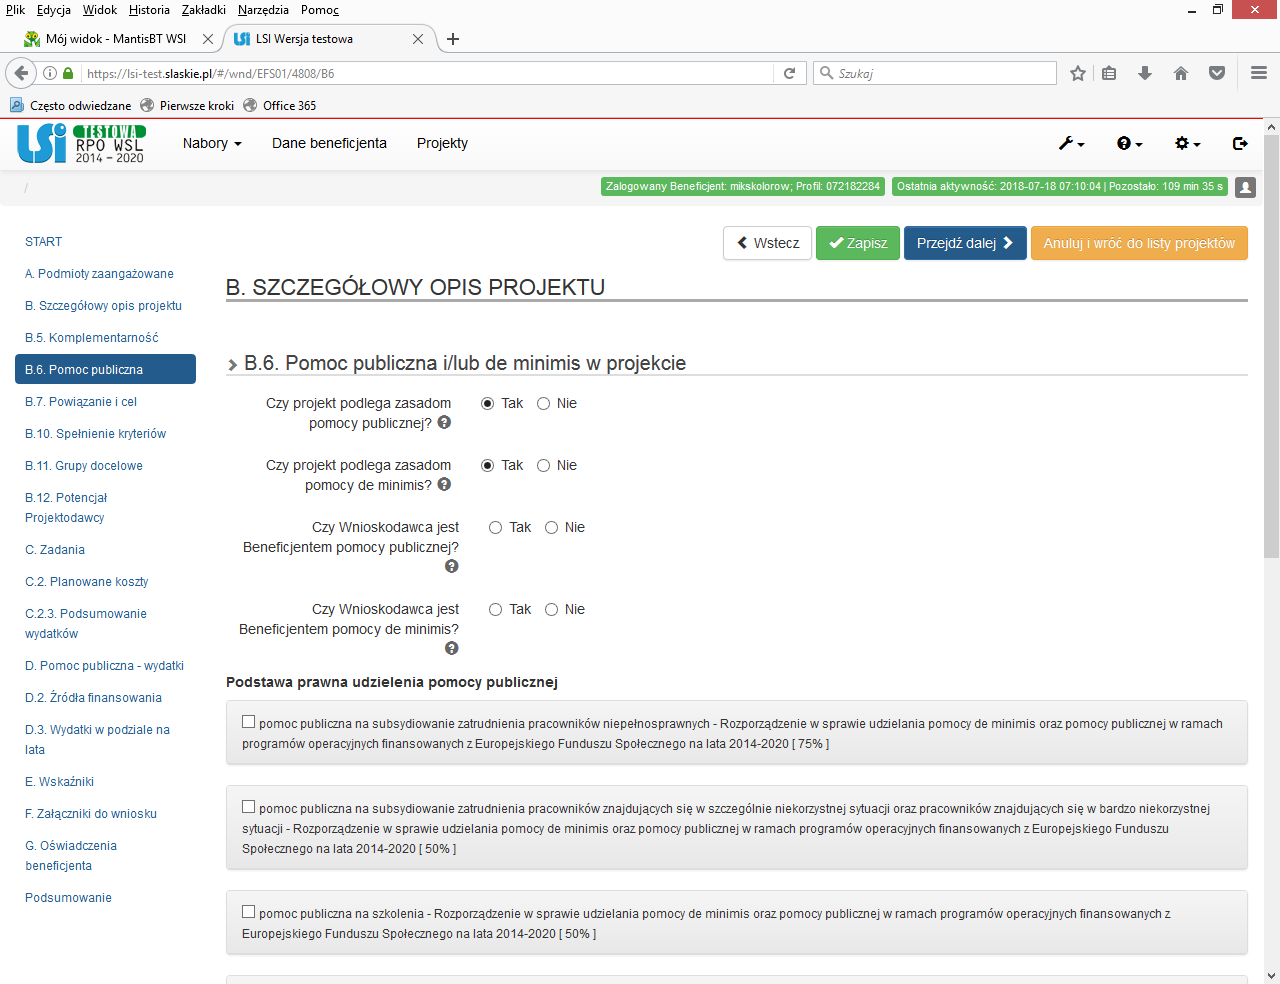 Plik Edycja Widok Historia Zakładki Narzędzia Pomoc
Mój widok - MantisBT WSI
LSI Wersja testowa
https://lsi-test.slaskie.pl/#/wnd/EFS01/4808/B6
Szukaj
Często odwiedzane Pierwsze kroki Office 365
LSI TESTOWA
RPO WSL
2014 – 2020
Nabory Dane beneficjenta Projekty
/
Zalogowany Beneficjent: mikskolorow; Profil: 072182284
Ostatnia aktywność: 2018-07-18 07:10:04 | Pozostało: 109 min 35 s
START
A. Podmioty zaangażowane
B. Szczegółowy opis projektu
B.5. Komplementarność
B.6. Pomoc publiczna
B.7. Powiązanie i cel
B.10. Spełnienie kryteriów
B.11. Grupy docelowe
B.12. Potencjał
Projektodawcy
C. Zadania
C.2. Planowane koszty
C.2.3. Podsumowanie
wydatków
D. Pomoc publiczna - wydatki
D.2. Źródła finansowania
D.3. Wydatki w podziale na
lata
E. Wskaźniki
F. Załączniki do wniosku
G. Oświadczenia
beneficjenta
Podsumowanie
Wstecz Zapisz Przejdź dalej Anuluj i wróć do listy projektów
B. SZCZEGÓŁOWY OPIS PROJEKTU
B.6. Pomoc publiczna i/lub de minimis w projekcie
Czy projekt podlega zasadom Tak Nie
pomocy publicznej?
Czy projekt podlega zasadom Tak Nie
pomocy de minimis?
Czy Wnioskodawca jest Tak Nie
Beneficjentem pomocy publicznej?
Czy Wnioskodawca jest Tak Nie
Beneficjentem pomocy de minimis?
Podstawa prawna udzielenia pomocy publicznej
pomoc publiczna na subsydiowanie zatrudnienia pracowników niepełnosprawnych - Rozporządzenie w sprawie udzielania pomocy de minimis oraz pomocy publicznej w ramach
programów operacyjnych finansowanych z Europejskiego Funduszu Społecznego na lata 2014-2020 [ 75% ]
pomoc publiczna na subsydiowanie zatrudnienia pracowników znajdujących się w szczególnie niekorzystnej sytuacji oraz pracowników znajdujących się w bardzo niekorzystnej
sytuacji - Rozporządzenie w sprawie udzielania pomocy de minimis oraz pomocy publicznej w ramach programów operacyjnych finansowanych z Europejskiego Funduszu
Społecznego na lata 2014-2020 [ 50% ]
pomoc publiczna na szkolenia - Rozporządzenie w sprawie udzielania pomocy de minimis oraz pomocy publicznej w ramach programów operacyjnych finansowanych z
Europejskiego Funduszu Społecznego na lata 2014-2020 [ 50% ]